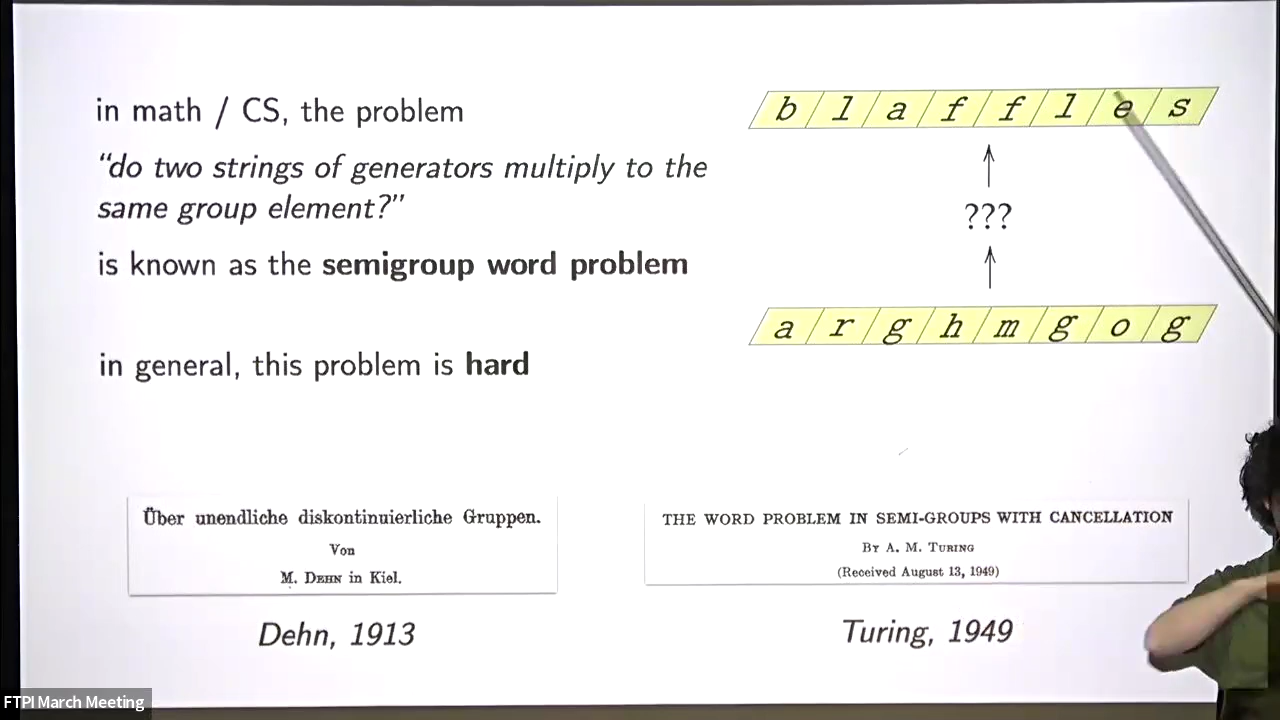 in math / CS, the problem
“do two strings of generators multiply to the
same group element?”
is known as the semigroup word problem
in general, this problem is hard
b l a f f l e s
↑
???
↑
a r g h m g o g
Über unendliche diskontinuierliche Gruppen.
Von
M. DEHN in Kiel.
Dehn, 1913
THE WORD PROBLEM IN SEMI-GROUPS WITH CANCELLATION
BY A. M. TURING
(Received August 13, 1949)
Turing, 1949
FTPI March Meeting